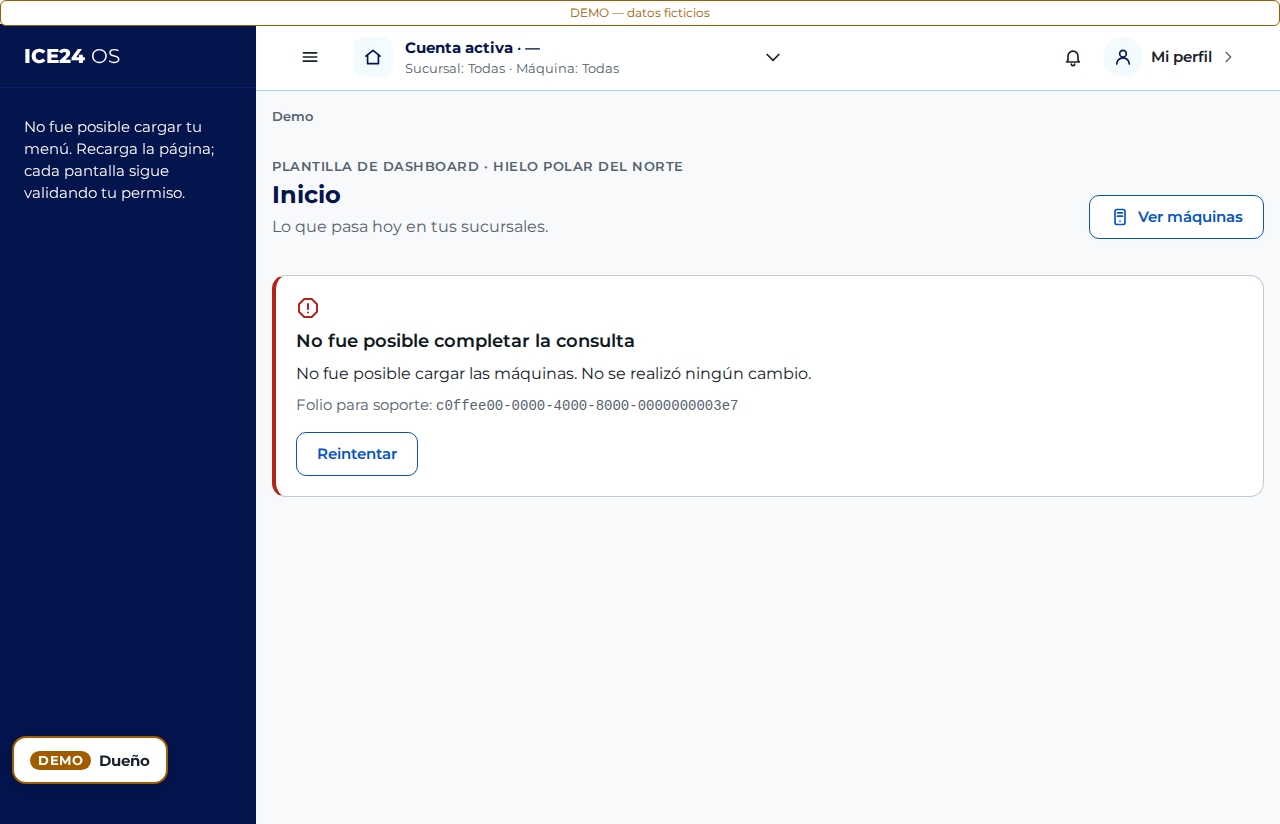 DEMO — datos ficticios
ICE24 OS
Cuenta activa · —
Sucursal: Todas · Máquina: Todas
Mi perfil
No fue posible cargar tu
menú. Recarga la página;
cada pantalla sigue
validando tu permiso.
Demo
PLANTILLA DE DASHBOARD · HIELO POLAR DEL NORTE
Inicio
Lo que pasa hoy en tus sucursales.
Ver máquinas
No fue posible completar la consulta
No fue posible cargar las máquinas. No se realizó ningún cambio.
Folio para soporte: c0ffee00-0000-4000-8000-0000000003e7
Reintentar
DEMO Dueño